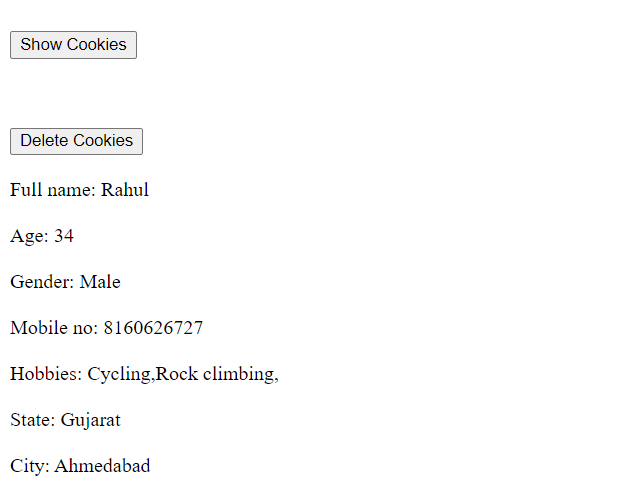 Show Cookies
Delete Cookies
Full name: Rahul
Age: 34
Gender: Male
Mobile no: 8160626727
Hobbies: Cycling,Rock climbing,
State: Gujarat
City: Ahmedabad